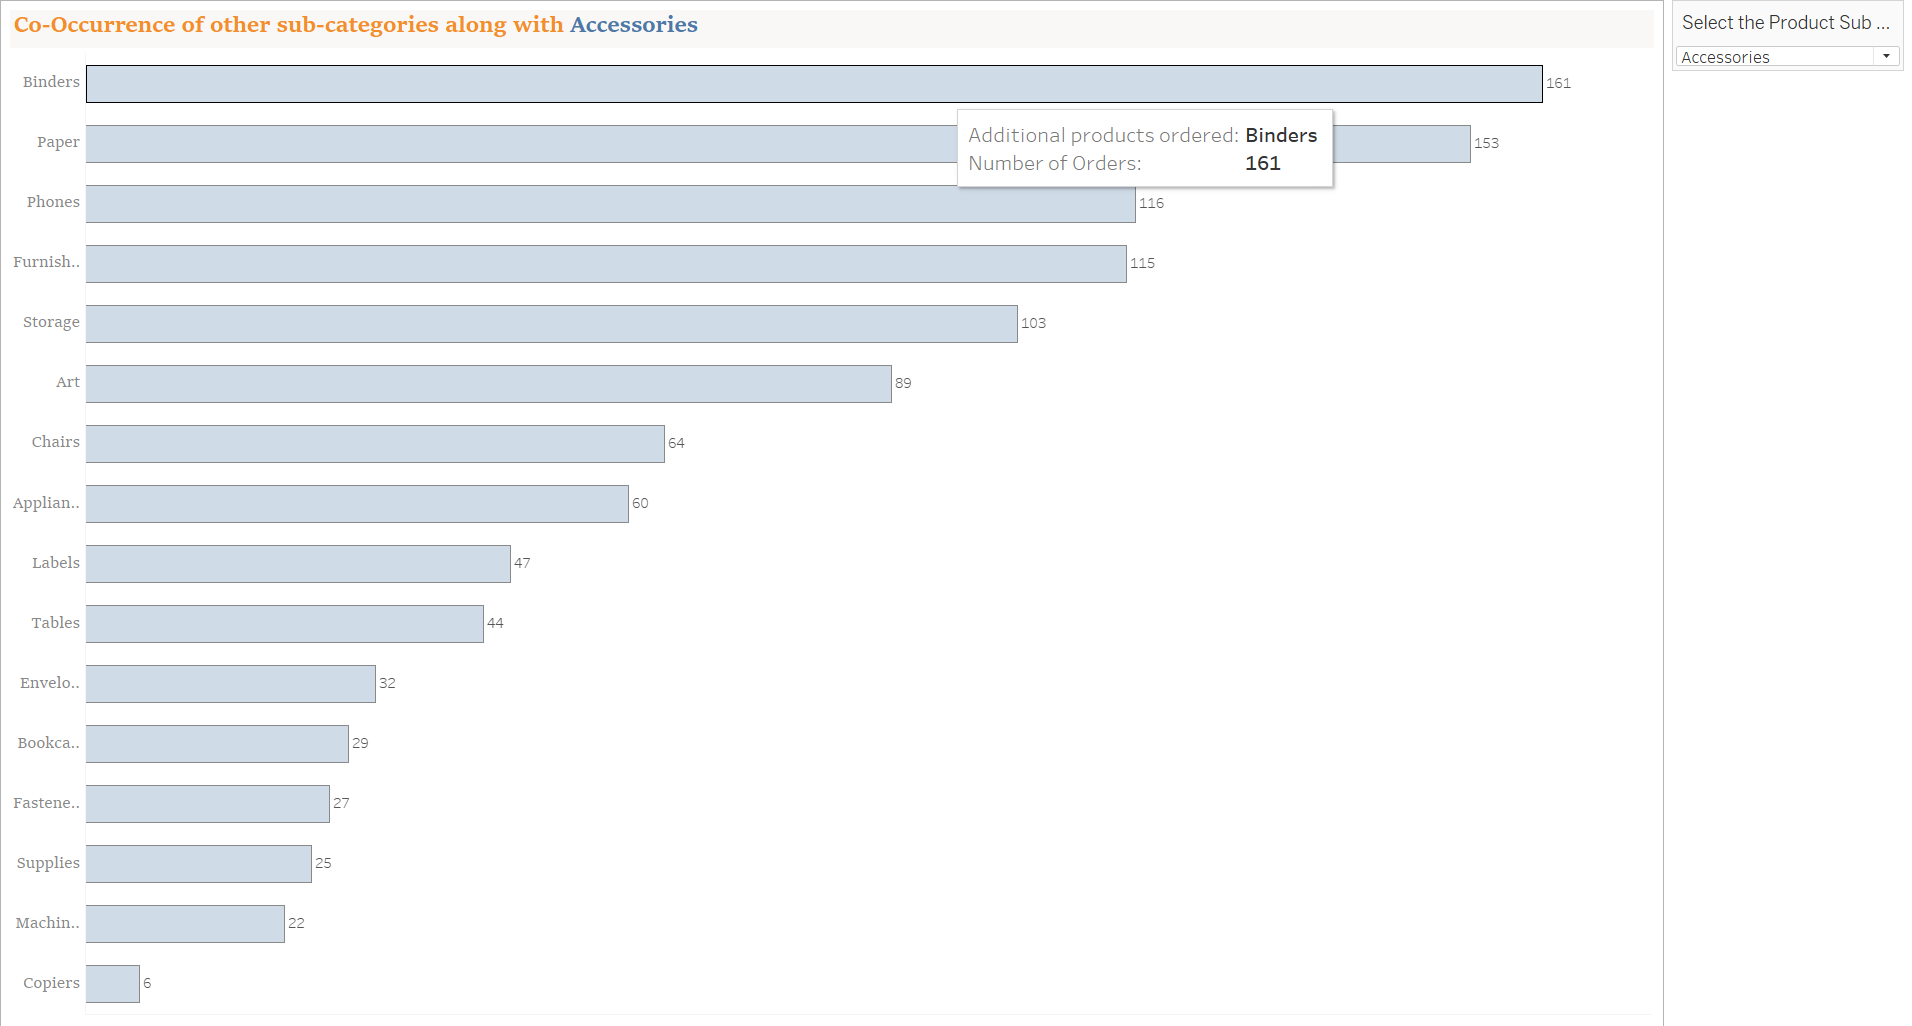 Co-Occurrence of other sub-categories along with Accessories
Select the Product Sub ...
Accessories
Binders 161
Additional products ordered: Binders
Number of Orders: 161
Paper 153
Phones 116
Furnish.. 115
Storage 103
Art 89
Chairs 64
Applian.. 60
Labels 47
Tables 44
Envelo.. 32
Bookca.. 29
Fastene.. 27
Supplies 25
Machin.. 22
Copiers 6